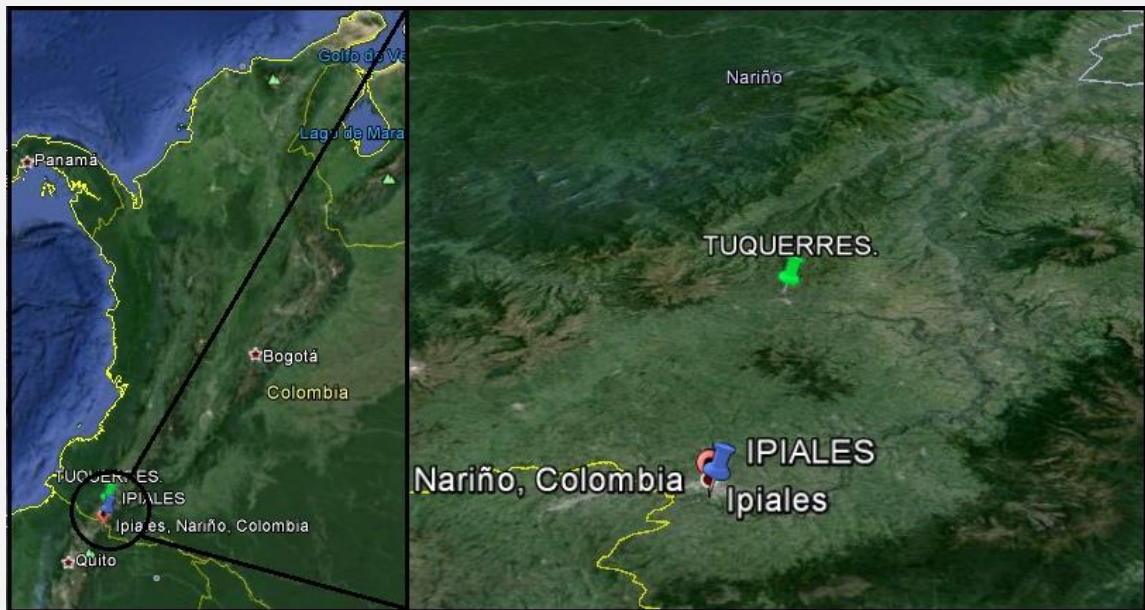 Golfo de Ve
Lago de Mara
Panamá
Bogotá
Colombia
TUQUERRES.
IPIALES
Ipiales, Nariño, Colombia
Quito
Nariño
TUQUERRES.
IPIALES
Nariño, Colombia
Ipiales